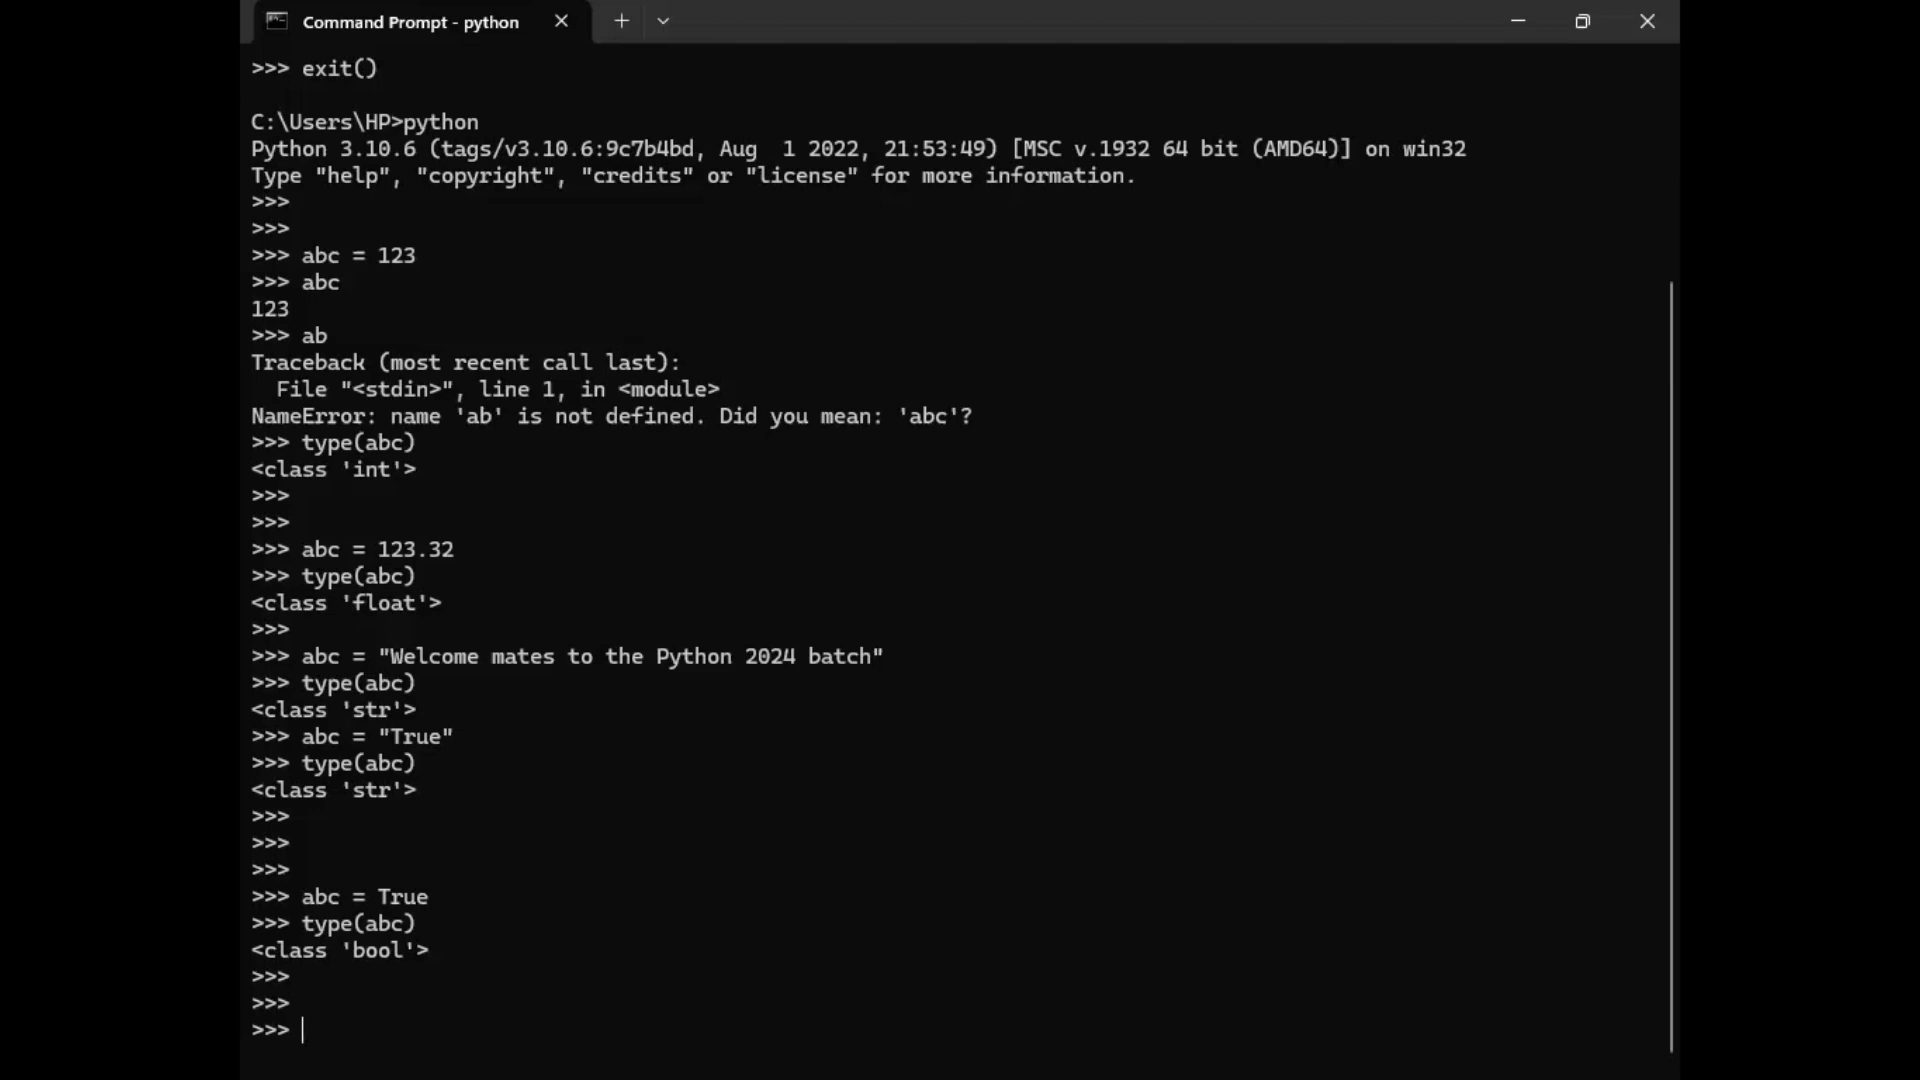 Command Prompt - python
>>> exit()
C:\Users\HP>python
Python 3.10.6 (tags/v3.10.6:9c7b4bd, Aug  1 2022, 21:53:49) [MSC v.1932 64 bit (AMD64)] on win32
Type "help", "copyright", "credits" or "license" for more information.
>>>
>>>
>>> abc = 123
>>> abc
123
>>> ab
Traceback (most recent call last):
  File "<stdin>", line 1, in <module>
NameError: name 'ab' is not defined. Did you mean: 'abc'?
>>> type(abc)
<class 'int'>
>>>
>>>
>>> abc = 123.32
>>> type(abc)
<class 'float'>
>>>
>>> abc = "Welcome mates to the Python 2024 batch"
>>> type(abc)
<class 'str'>
>>> abc = "True"
>>> type(abc)
<class 'str'>
>>>
>>>
>>>
>>> abc = True
>>> type(abc)
<class 'bool'>
>>>
>>>
>>>